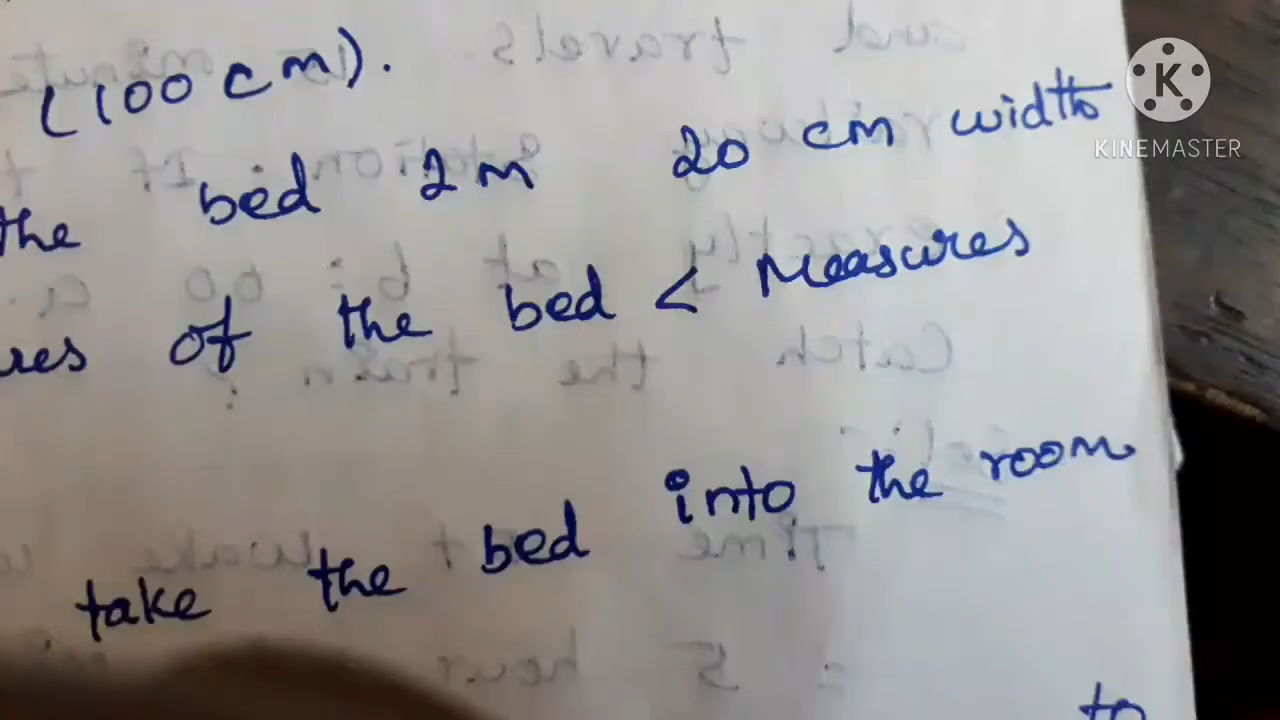 (100 cm).
the bed 2m 20 cm width
res of the bed < Measures
take the bed into the room
to
K
KINEMASTER